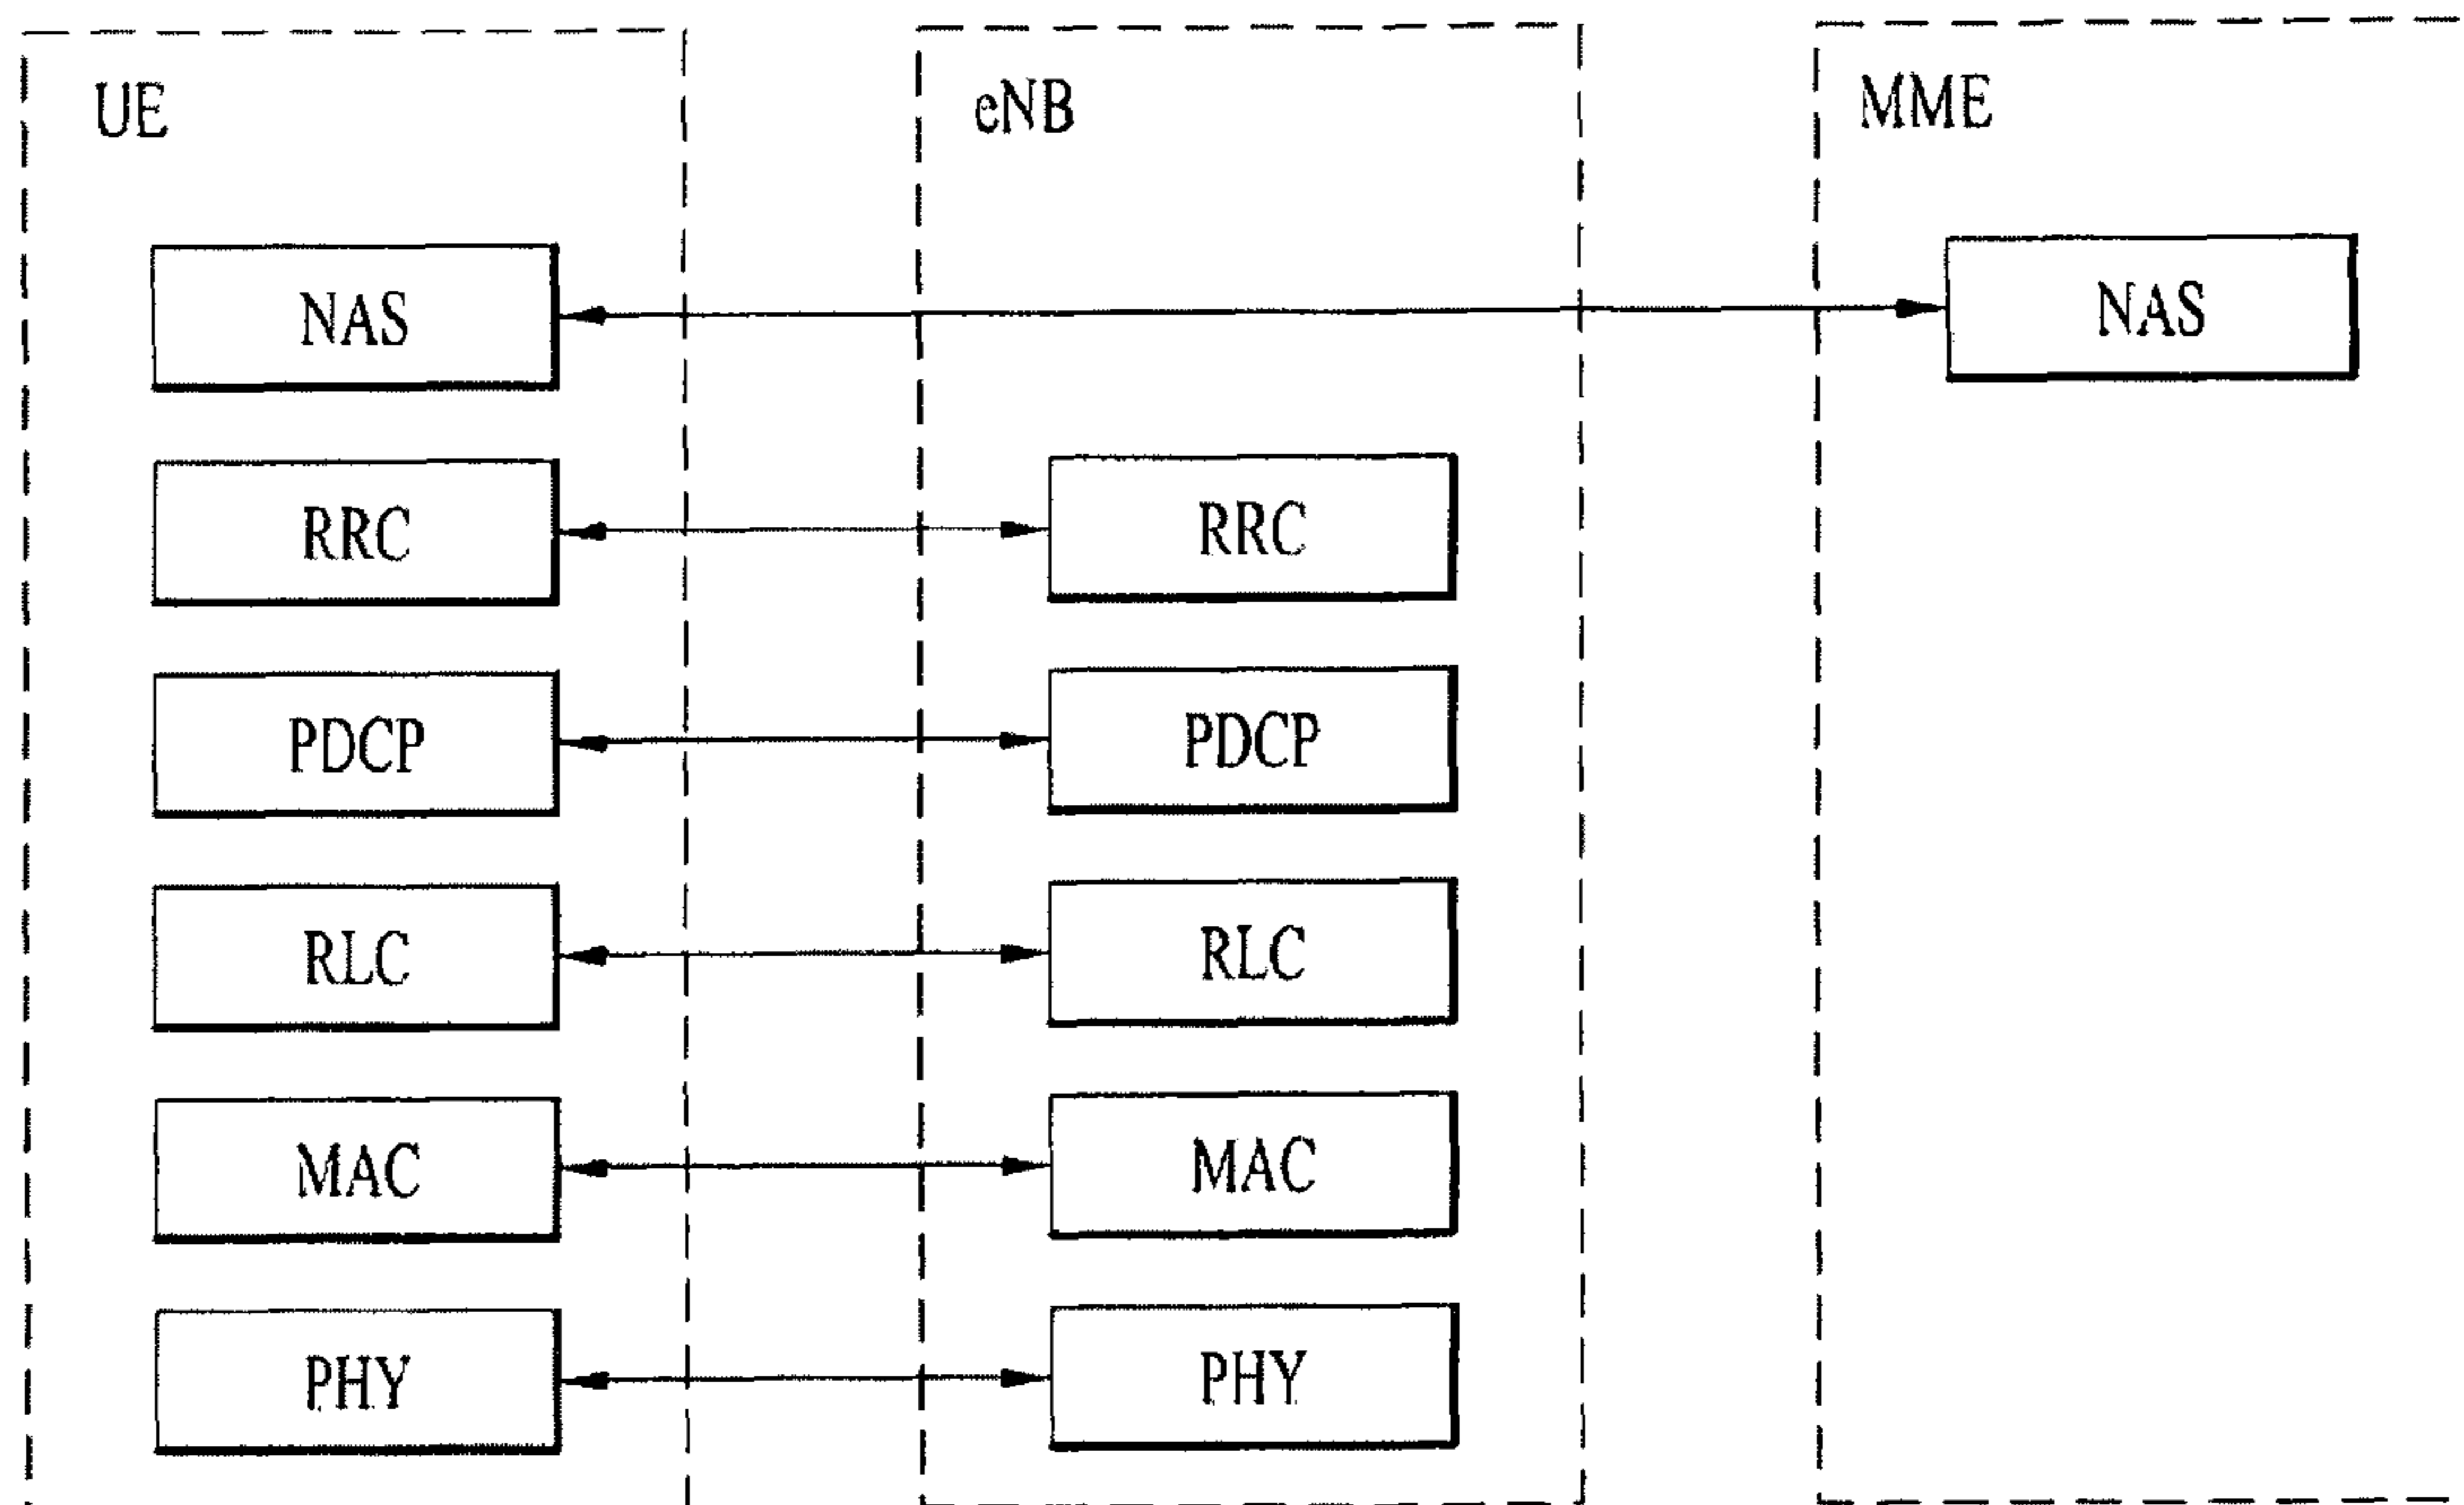 UE
eNB
MME
NAS
NAS
RRC
RRC
PDCP
PDCP
RLC
RLC
MAC
MAC
PHY
PHY